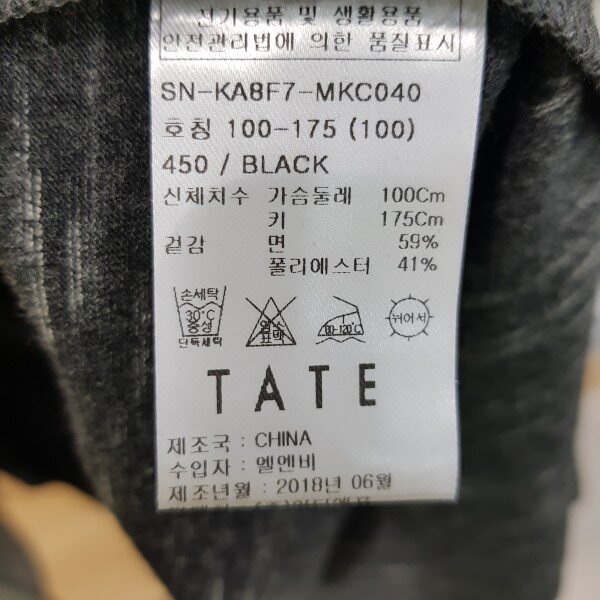 전기용품 및 생활용품
안전관리법에 의한 품질표시
SN-KA8F7-MKC040
호칭 100-175 (100)
450 / BLACK
신체치수 가슴둘레 100Cm
키 175Cm
겉감 면 59%
폴리에스터 41%
손세탁
30°C
중성
단독세탁
염소
표백
80-120°C
뉘어서
TATE
제조국 : CHINA
수입자 : 엘엔비
제조년월 : 2018년 06월